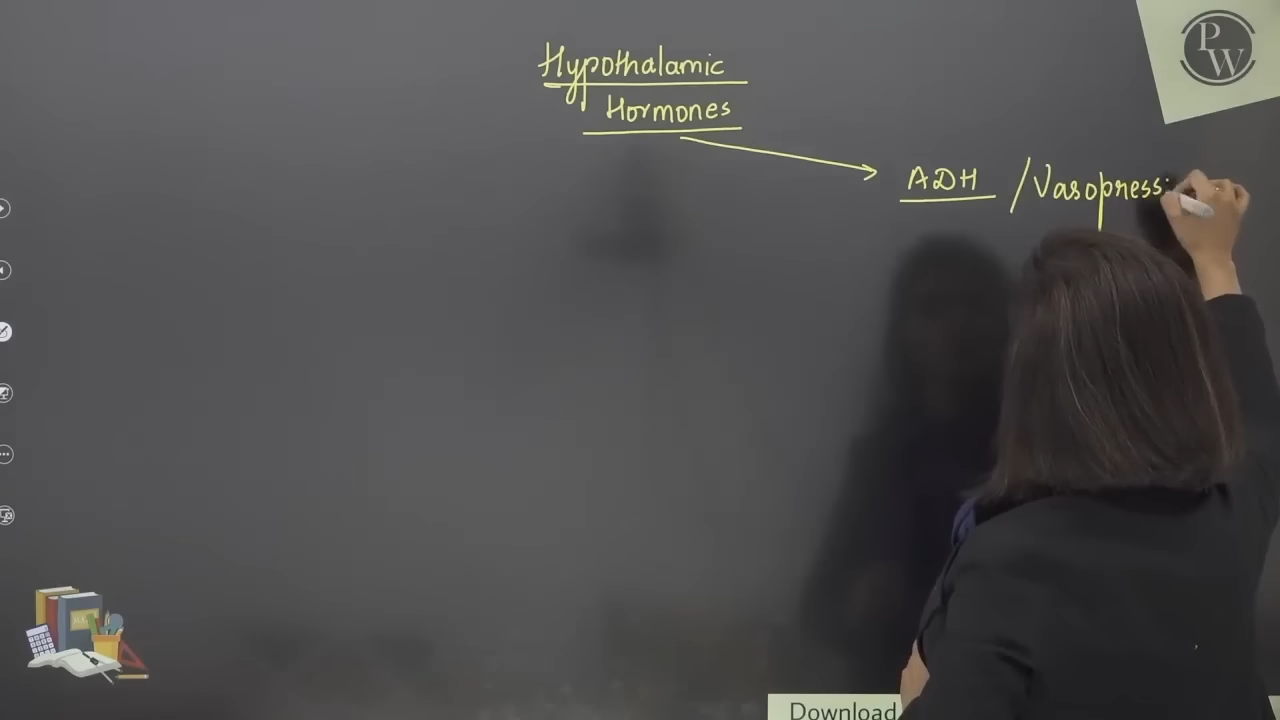 PW
Hypothalamic
Hormones
ADH / Vasopress
Download